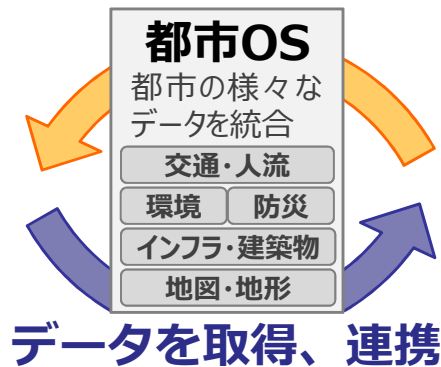 都市OS
都市の様々な
データを統合
交通・人流
環境 防災
インフラ・建築物
地図・地形
データを取得、連携